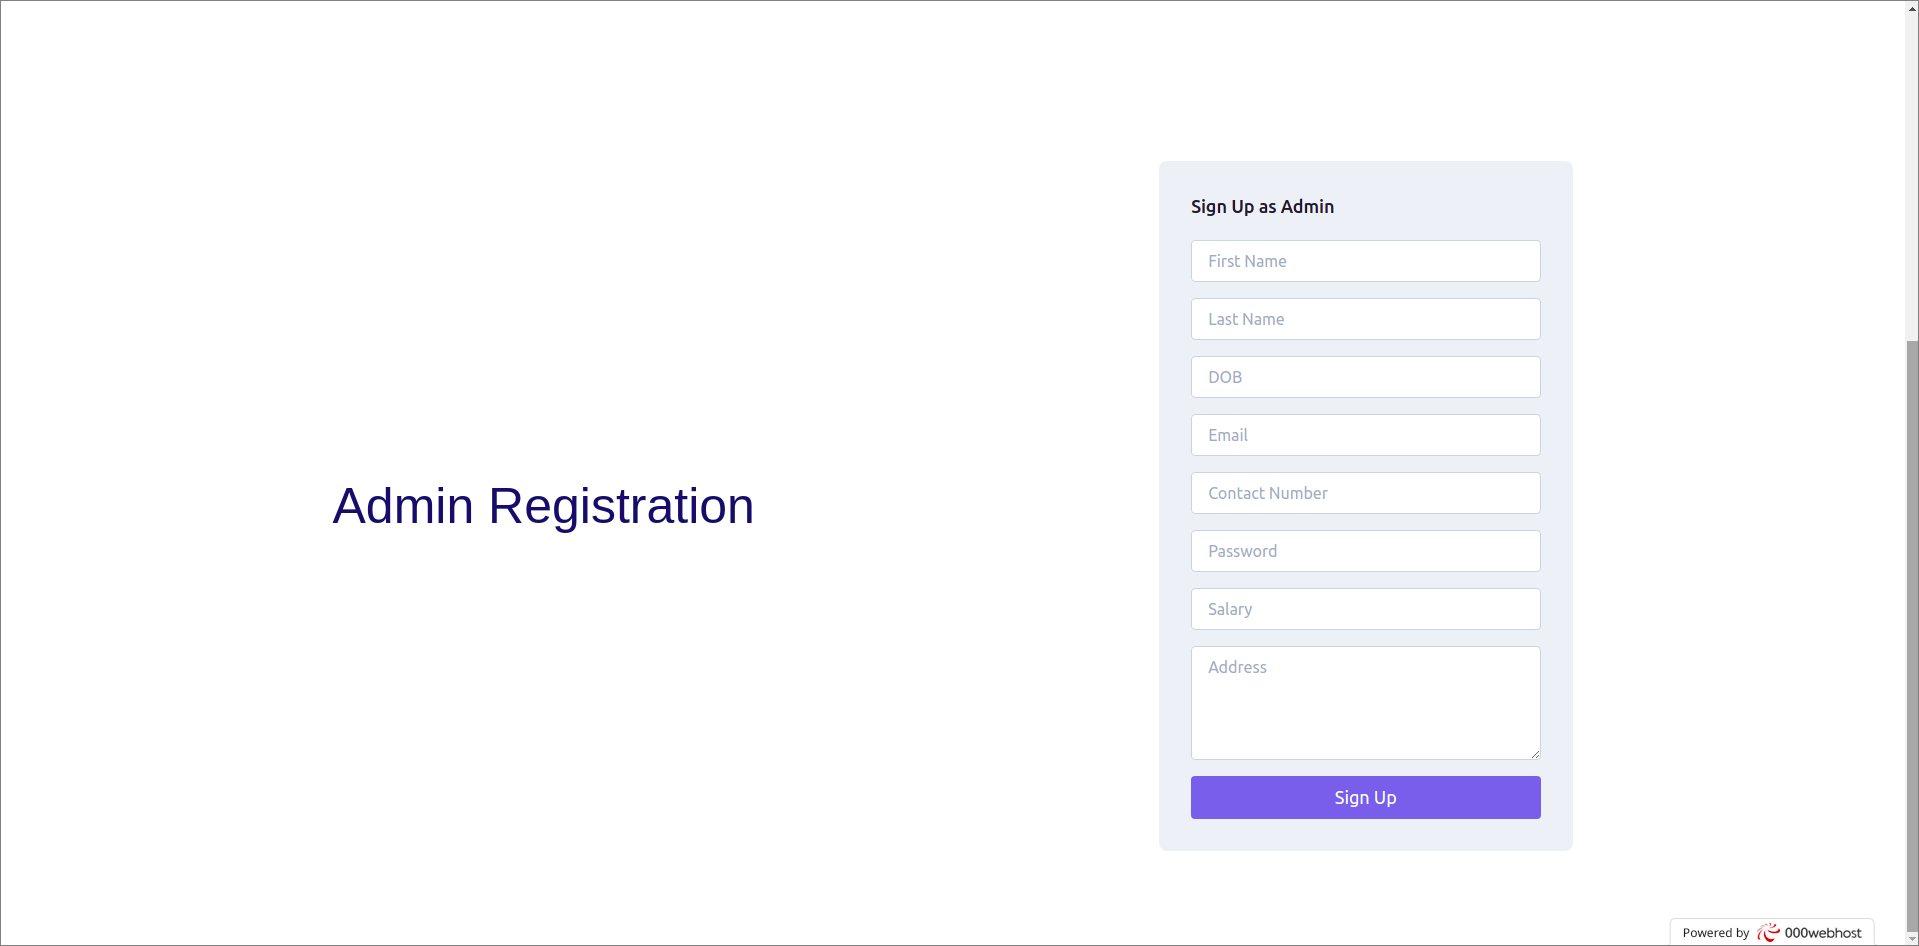 Admin Registration
Sign Up as Admin
First Name
Last Name
DOB
Email
Contact Number
Password
Salary
Address
Sign Up
Powered by 000webhost